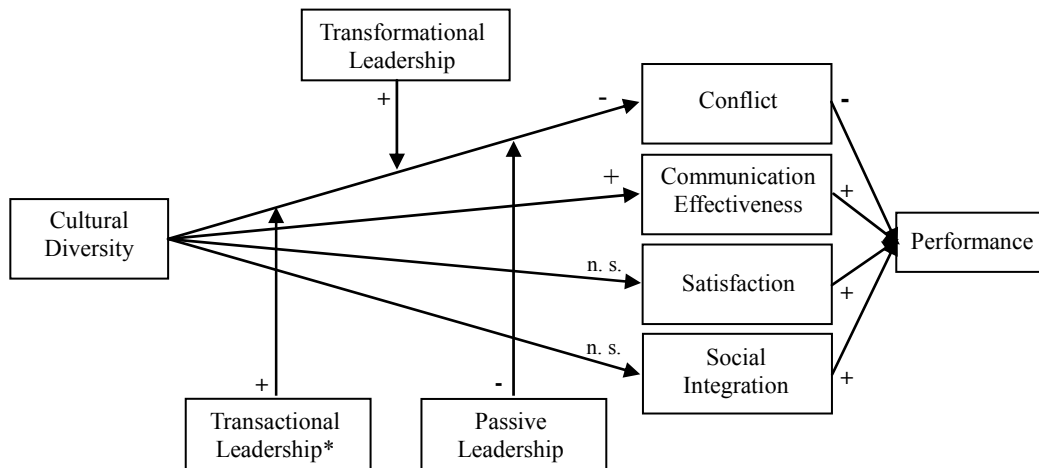 Transformational
Leadership
+
-
Conflict
-
+
Communication
Effectiveness
+
Cultural
Diversity
Performance
n. s.
Satisfaction
+
n. s.
Social
Integration
+
+
-
Transactional
Leadership*
Passive
Leadership